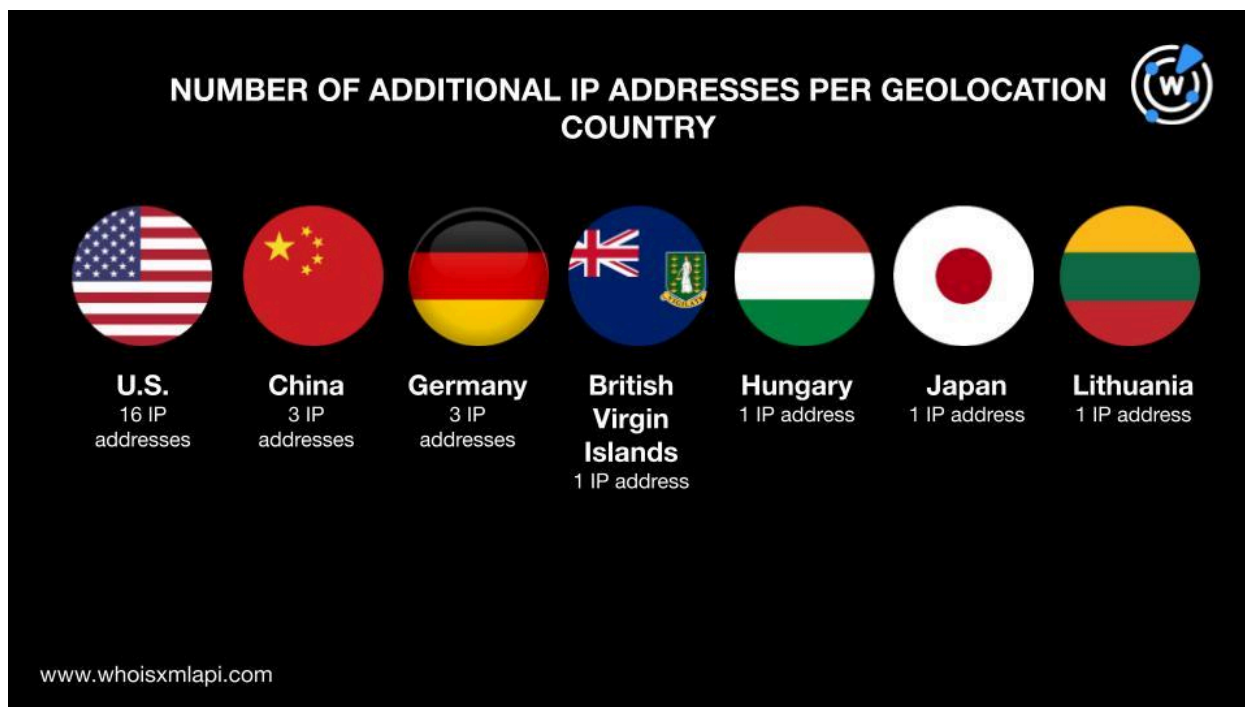 NUMBER OF ADDITIONAL IP ADDRESSES PER GEOLOCATION
COUNTRY
W
U.S.
16 IP
addresses
China
3 IP
addresses
Germany
3 IP
addresses
British
Virgin
Islands
1 IP address
Hungary
1 IP address
Japan
1 IP address
Lithuania
1 IP address
VIGILATE
www.whoisxmlapi.com